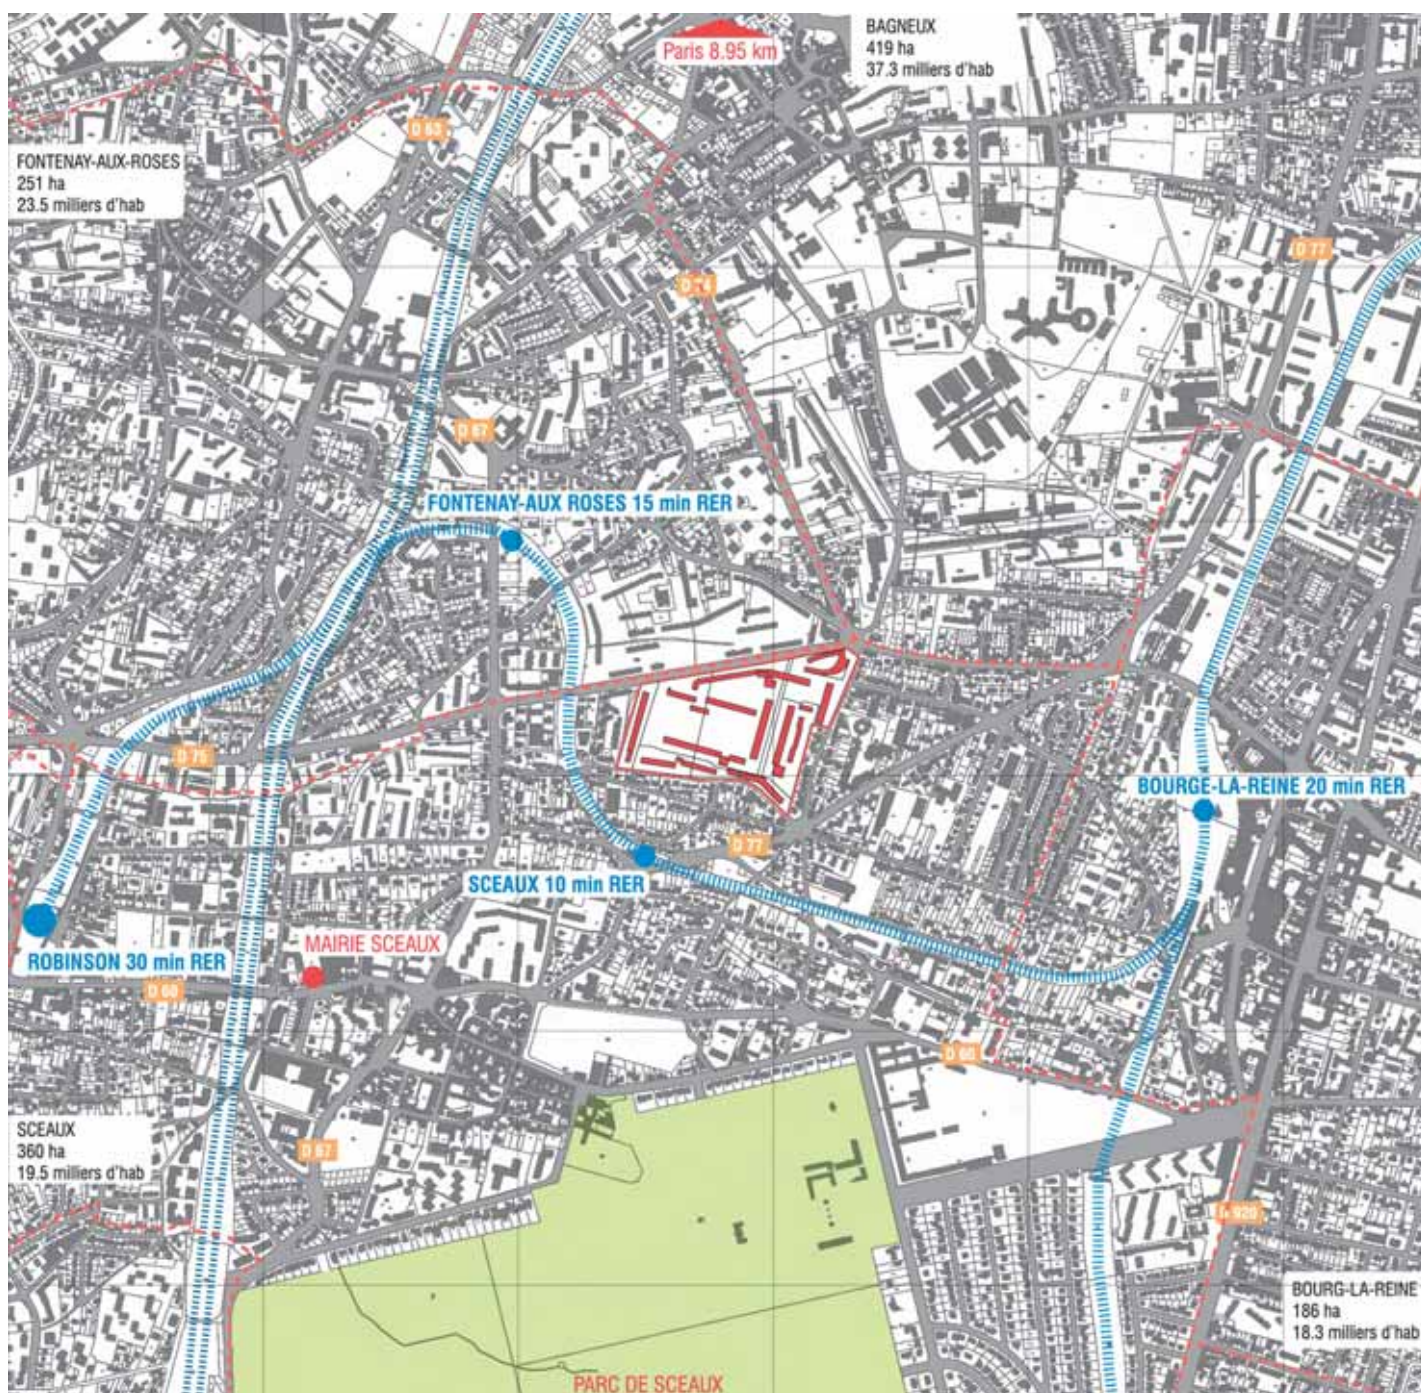 Paris 8.95 km
BAGNEUX
419 ha
37.3 milliers d'hab
D 63
FONTENAY-AUX-ROSES
251 ha
23.5 milliers d'hab
D 77
D 74
D 67
FONTENAY-AUX ROSES 15 min RER
D 75
BOURGE-LA-REINE 20 min RER
D 77
SCEAUX 10 min RER
MAIRIE SCEAUX
ROBINSON 30 min RER
D 60
D 60
SCEAUX
360 ha
19.5 milliers d'hab
D 67
920
BOURG-LA-REINE
186 ha
18.3 milliers d'hab
PARC DE SCEAUX